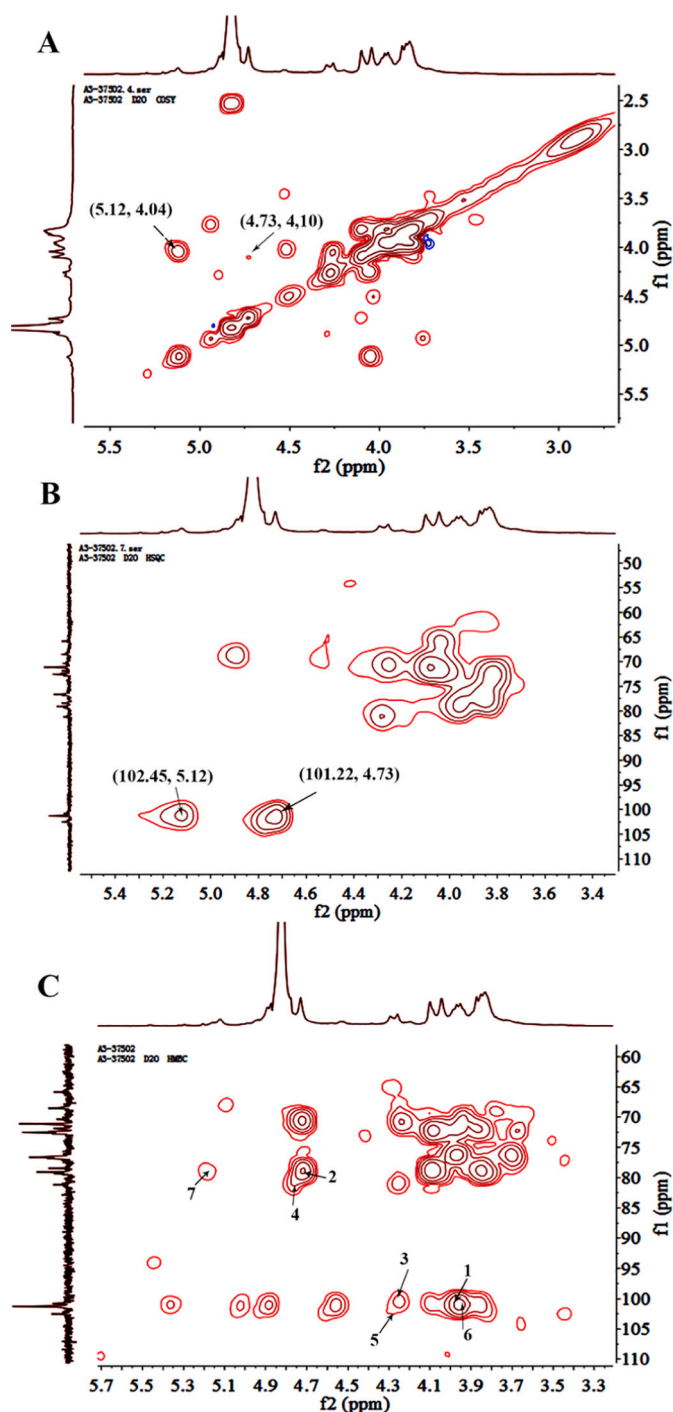 A
A3-37502.4.ser
A3-37502 D2O COSY
(5.12, 4.04)
(4.73, 4,10)
2.5
3.0
3.5
4.0
4.5
5.0
5.5
f1 (ppm)
5.5 5.0 4.5 4.0 3.5 3.0
f2 (ppm)
B
A3-37502.7.ser
A3-37502 D2O HSQC
(102.45, 5.12)
(101.22, 4.73)
50
55
60
65
70
75
80
85
90
95
100
105
110
f1 (ppm)
5.4 5.2 5.0 4.8 4.6 4.4 4.2 4.0 3.8 3.6 3.4
f2 (ppm)
C
A3-37502
A3-37502 D2O HMBC
7
2
4
3
1
5
6
60
65
70
75
80
85
90
95
100
105
110
f1 (ppm)
5.7 5.5 5.3 5.1 4.9 4.7 4.5 4.3 4.1 3.9 3.7 3.5
f2 (ppm)